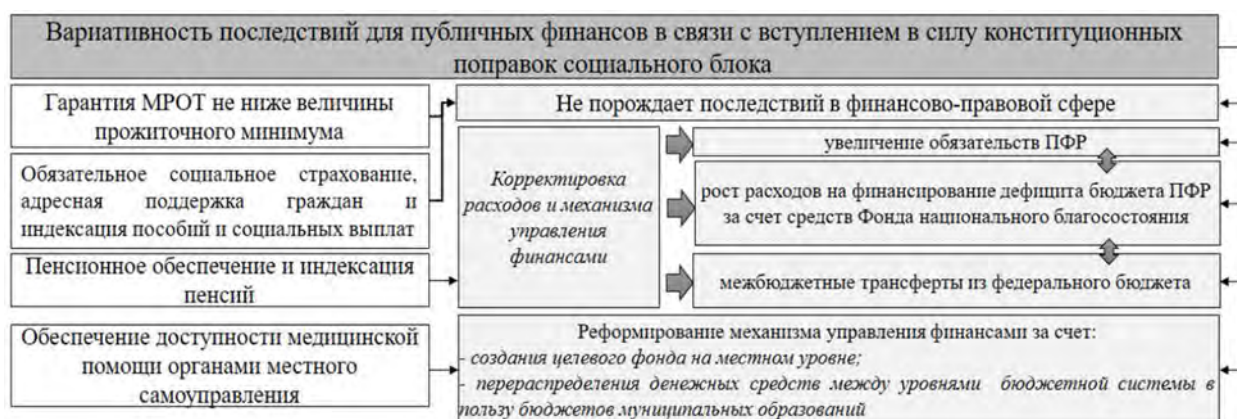 Вариативность последствий для публичных финансов в связи с вступлением в силу конституционных
поправок социального блока
Гарантия МРОТ не ниже величины
прожиточного минимума
Не порождает последствий в финансово-правовой сфере
Обязательное социальное страхование,
адресная поддержка граждан и
индексация пособий и социальных выплат
Пенсионное обеспечение и индексация
пенсий
Корректировка
расходов и механизма
управления
финансами
увеличение обязательств ПФР
рост расходов на финансирование дефицита бюджета ПФР
за счет средств Фонда национального благосостояния
межбюджетные трансферты из федерального бюджета
Обеспечение доступности медицинской
помощи органами местного
самоуправления
Реформирование механизма управления финансами за счет:
- создания целевого фонда на местном уровне;
- перераспределения денежных средств между уровнями бюджетной системы в
пользу бюджетов муниципальных образований